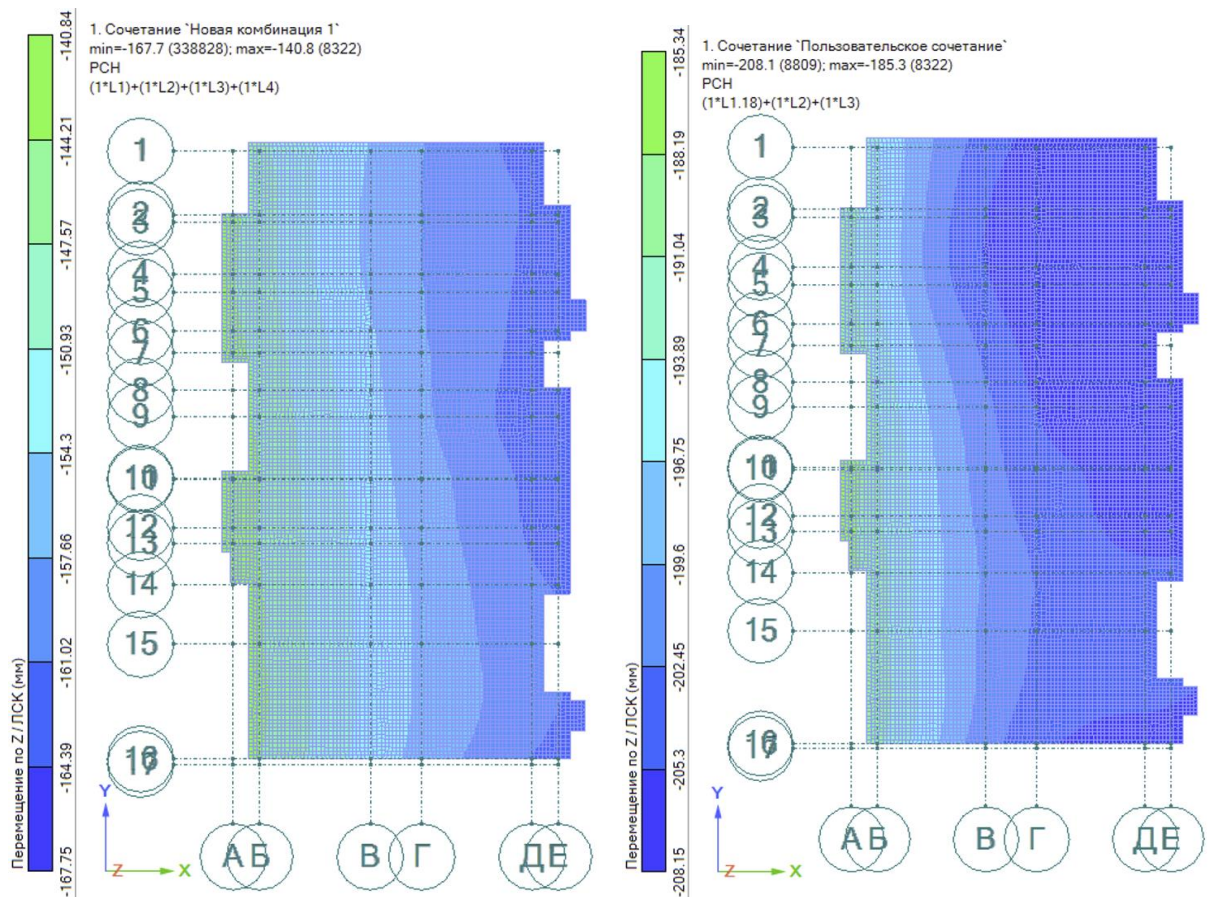 1. Сочетание `Новая комбинация 1`
min=-167.7 (338828); max=-140.8 (8322)
РСН
(1*L1)+(1*L2)+(1*L3)+(1*L4)
-140.84
-144.21
-147.57
-150.93
-154.3
-157.66
-161.02
-164.39
-167.75
Перемещение по Z / ЛСК (мм)
1
2
3
4
5
6
7
8
9
10
12
13
14
15
17
Y
Z
X
А
Б
В
Г
Д
Е
1. Сочетание `Пользовательское сочетание`
min=-208.1 (8809); max=-185.3 (8322)
РСН
(1*L1.18)+(1*L2)+(1*L3)
-185.34
-188.19
-191.04
-193.89
-196.75
-199.6
-202.45
-205.3
-208.15
Перемещение по Z / ЛСК (мм)
1
2
3
4
5
6
7
8
9
10
12
13
14
15
17
Y
Z
X
А
Б
В
Г
Д
Е